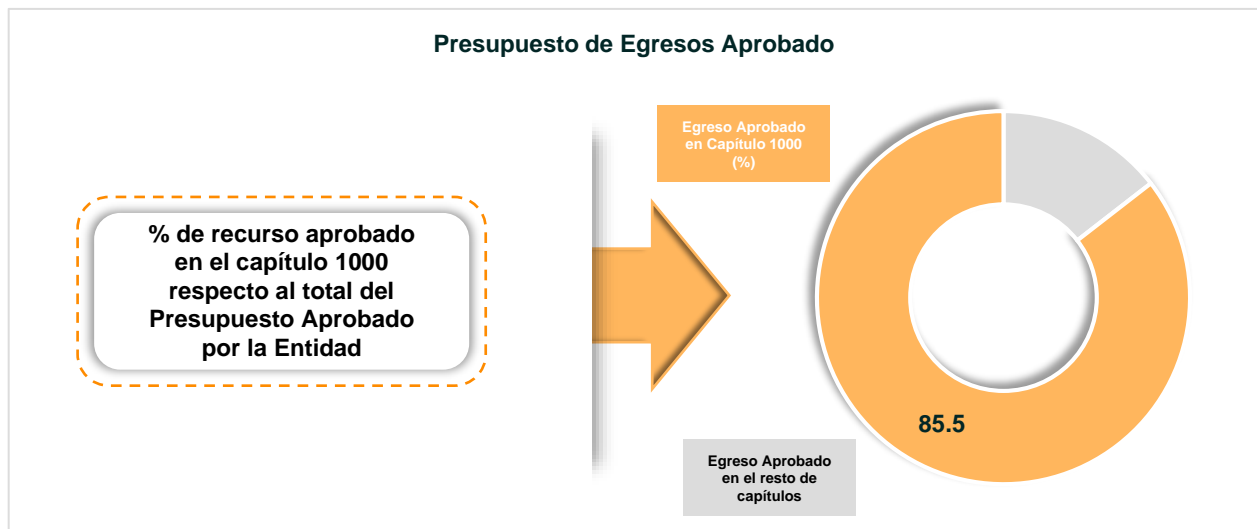 Presupuesto de Egresos Aprobado
% de recurso aprobado
en el capítulo 1000
respecto al total del
Presupuesto Aprobado
por la Entidad
Egreso Aprobado
en Capítulo 1000
(%)
85.5
Egreso Aprobado
en el resto de
capítulos